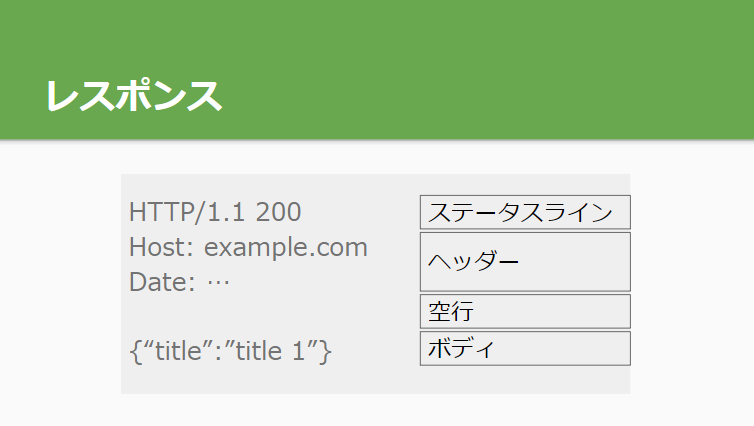 レスポンス
HTTP/1.1 200
Host: example.com
Date: …
{“title”:”title 1”}
ステータスライン
ヘッダー
空行
ボディ